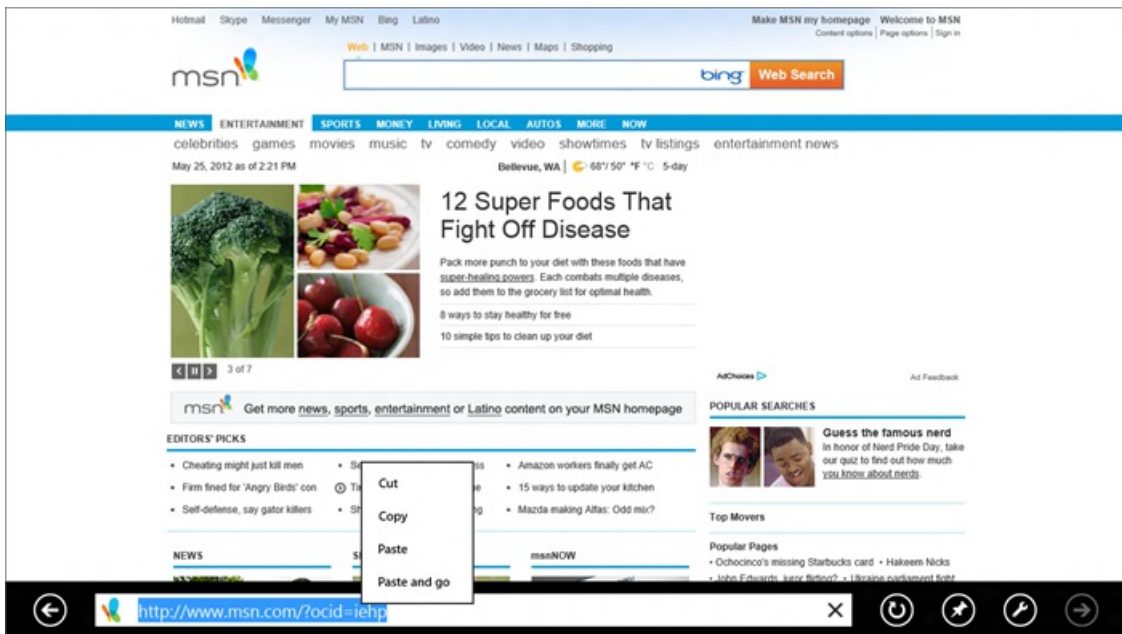 Hotmail Skype Messenger My MSN Bing Latino
Make MSN my homepage Welcome to MSN
Content options | Page options | Sign in
Web | MSN | Images | Video | News | Maps | Shopping
msn
bing Web Search
NEWS ENTERTAINMENT SPORTS MONEY LIVING LOCAL AUTOS MORE NOW
celebrities games movies music tv comedy video showtimes tv listings entertainment news
May 25, 2012 as of 2:21 PM
Bellevue, WA | 68°/ 50° °F °C 5-day
12 Super Foods That
Fight Off Disease
Pack more punch to your diet with these foods that have
super-healing powers. Each combats multiple diseases,
so add them to the grocery list for optimal health.
8 ways to stay healthy for free
10 simple tips to clean up your diet
3 of 7
AdChoices
Ad Feedback
msn Get more news, sports, entertainment or Latino content on your MSN homepage
EDITORS' PICKS
• Cheating might just kill men
• Firm fined for 'Angry Birds' con
• Self-defense, say gator killers
• Amazon workers finally get AC
• 15 ways to update your kitchen
• Mazda making Alfas: Odd mix?
POPULAR SEARCHES
Guess the famous nerd
In honor of Nerd Pride Day, take
our quiz to find out how much
you know about nerds.
Top Movers
Popular Pages
• Ochocinco's missing Starbucks card • Hakeem Nicks
• John Edwards, juror flirting? • Ukraine parliament fight
NEWS
msnNOW
Cut
Copy
Paste
Paste and go
http://www.msn.com/?ocid=iehp